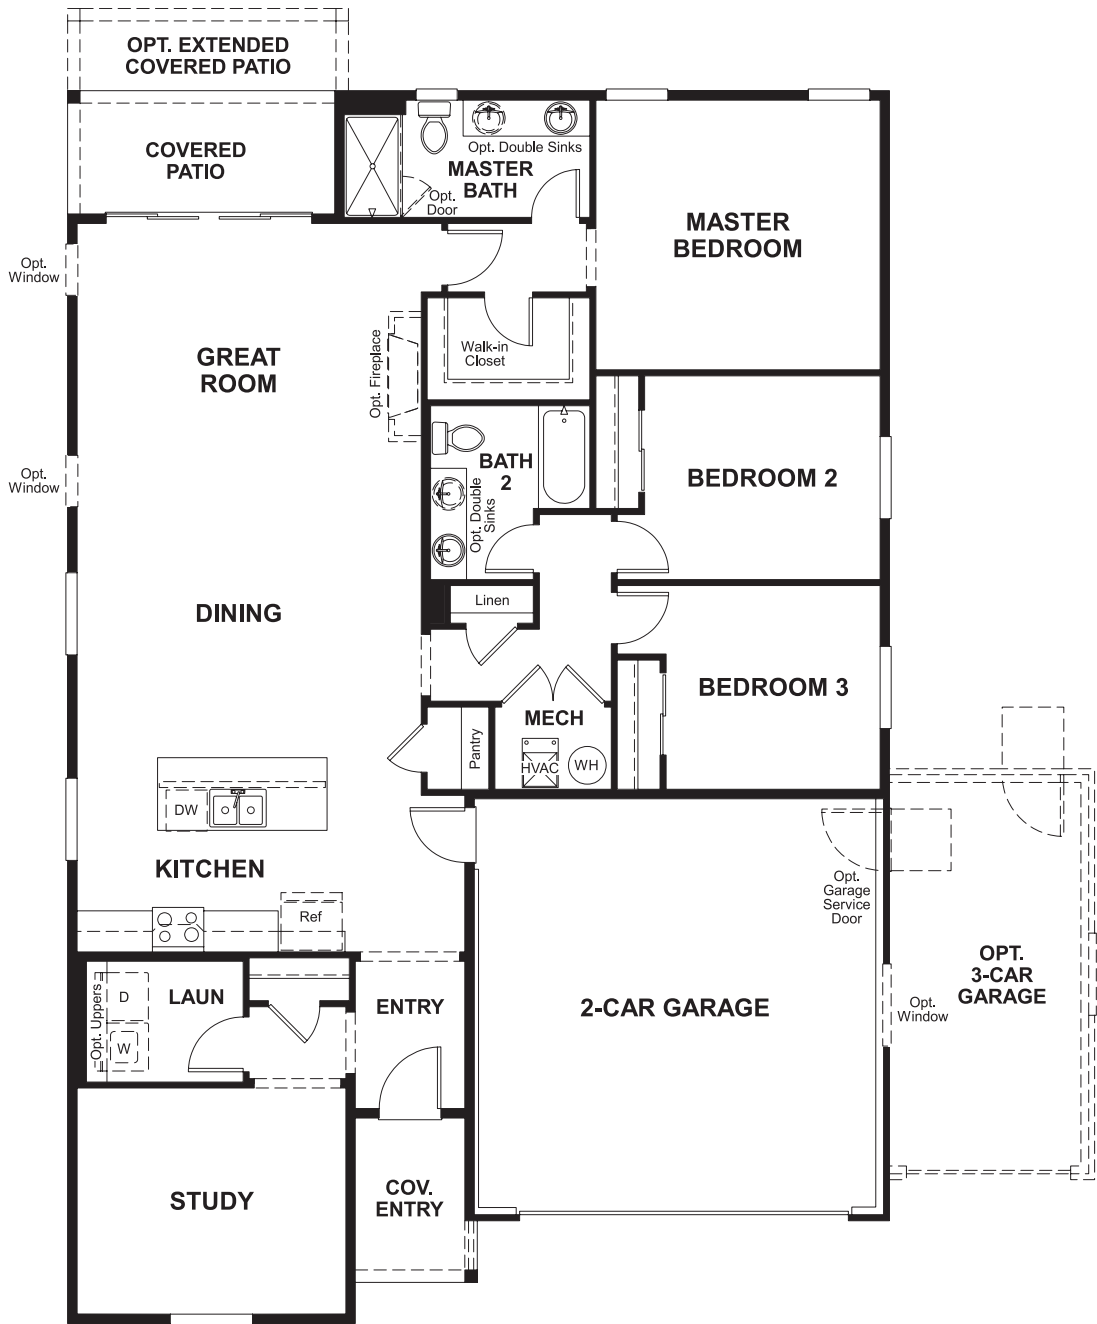 OPT. EXTENDED
COVERED PATIO
COVERED
PATIO
Opt. Double Sinks
MASTER
BATH
Opt.
Door
MASTER
BEDROOM
Opt.
Window
GREAT
ROOM
Opt. Fireplace
Walk-in
Closet
Opt.
Window
BATH
2
Opt. Double
Sinks
BEDROOM 2
DINING
Linen
BEDROOM 3
MECH
Pantry
HVAC
WH
DW
KITCHEN
Ref
Opt.
Garage
Service
Door
OPT.
3-CAR
GARAGE
Opt. Uppers
D
W
LAUN
ENTRY
2-CAR GARAGE
Opt.
Window
STUDY
COV.
ENTRY